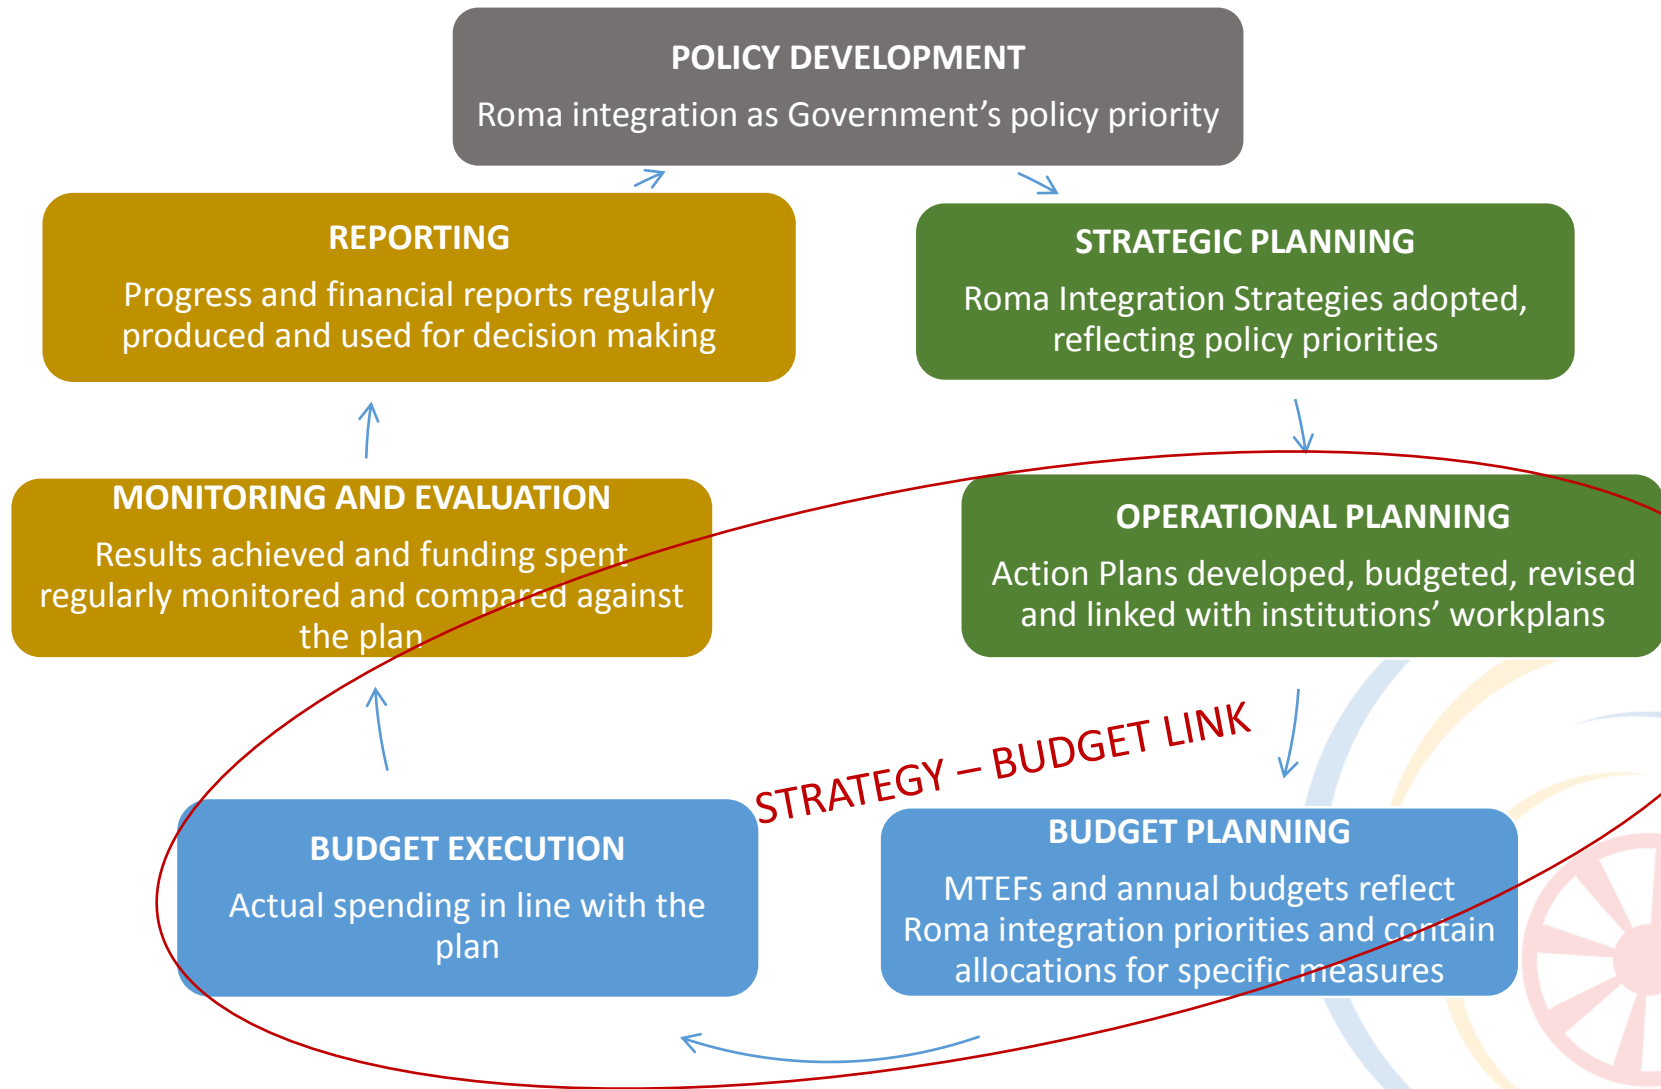 POLICY DEVELOPMENT
Roma integration as Government’s policy priority
REPORTING
Progress and financial reports regularly
produced and used for decision making
STRATEGIC PLANNING
Roma Integration Strategies adopted,
reflecting policy priorities
MONITORING AND EVALUATION
Results achieved and funding spent
regularly monitored and compared against
the plan
OPERATIONAL PLANNING
Action Plans developed, budgeted, revised
and linked with institutions’ workplans
STRATEGY – BUDGET LINK
BUDGET EXECUTION
Actual spending in line with the
plan
BUDGET PLANNING
MTEFs and annual budgets reflect
Roma integration priorities and contain
allocations for specific measures